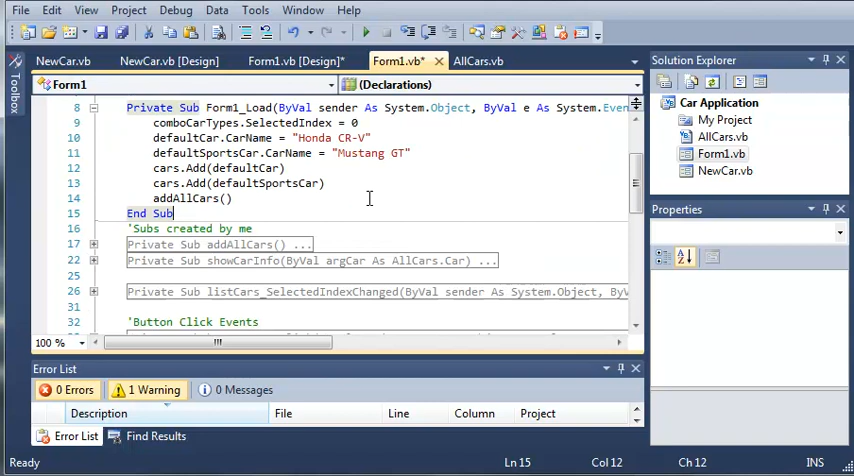 File Edit View Project Build Debug Data Tools Window Help
NewCar.vb NewCar.vb [Design] Form1.vb [Design]* Form1.vb* AllCars.vb
Toolbox
Form1 (Declarations)
8 Private Sub Form1_Load(ByVal sender As System.Object, ByVal e As System.Even
9 comboCarTypes.SelectedIndex = 0
10 defaultCar.CarName = "Honda CR-V"
11 defaultSportsCar.CarName = "Mustang GT"
12 cars.Add(defaultCar)
13 cars.Add(defaultSportsCar)
14 addAllCars()
15 End Sub
16 'Subs created by me
17 Private Sub addAllCars() ...
22 Private Sub showCarInfo(ByVal argCar As AllCars.Car) ...
25
26 Private Sub listCars_SelectedIndexChanged(ByVal sender As System.Object, ByV
31
32 'Button Click Events
100 %
Solution Explorer
Car Application
My Project
AllCars.vb
Form1.vb
NewCar.vb
Properties
Error List
0 Errors 1 Warning 0 Messages
Description File Line Column Project
Error List Find Results
Ready Ln 15 Col 12 Ch 12 INS